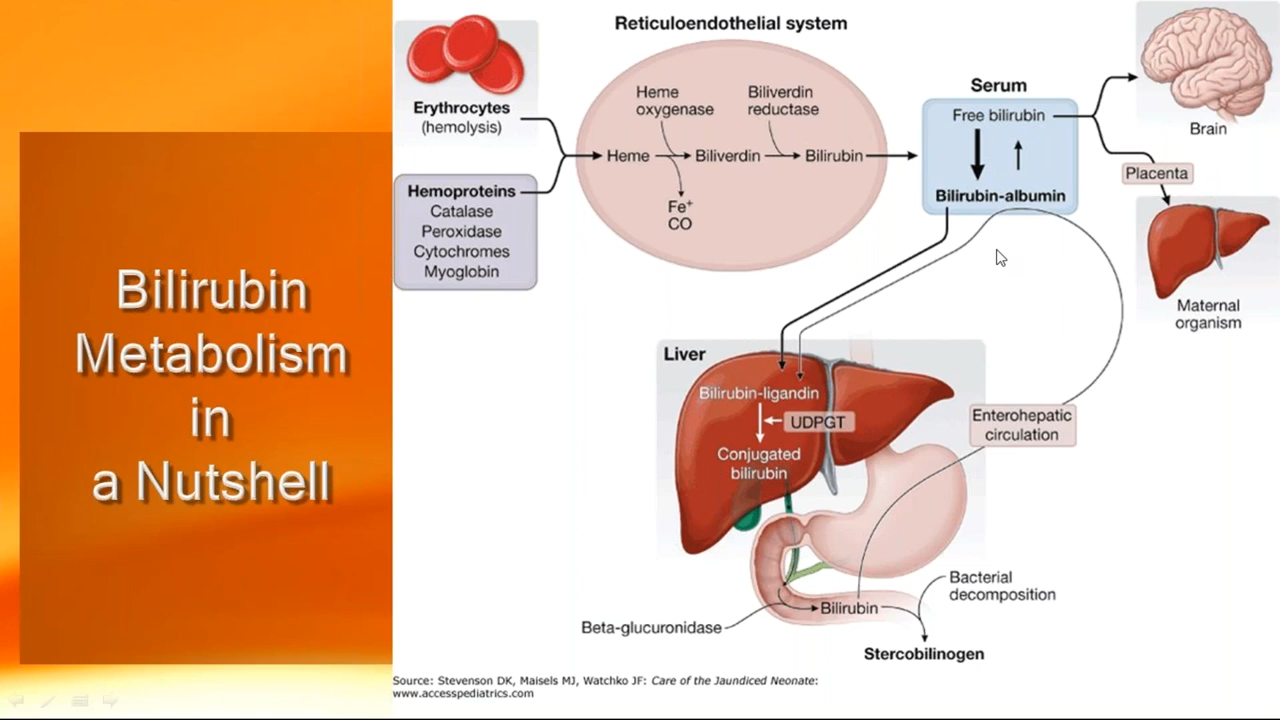 Bilirubin
Metabolism
in
a Nutshell
Erythrocytes
(hemolysis)
Hemoproteins
Catalase
Peroxidase
Cytochromes
Myoglobin
Reticuloendothelial system
Heme
oxygenase
Biliverdin
reductase
Heme
Biliverdin
Bilirubin
Fe⁺
CO
Serum
Free bilirubin
Bilirubin-albumin
Brain
Placenta
Maternal
organism
Liver
Bilirubin-ligandin
UDPGT
Conjugated
bilirubin
Enterohepatic
circulation
Bacterial
decomposition
Bilirubin
Beta-glucuronidase
Stercobilinogen
Source: Stevenson DK, Maisels MJ, Watchko JF: Care of the Jaundiced Neonate:
www.accesspediatrics.com